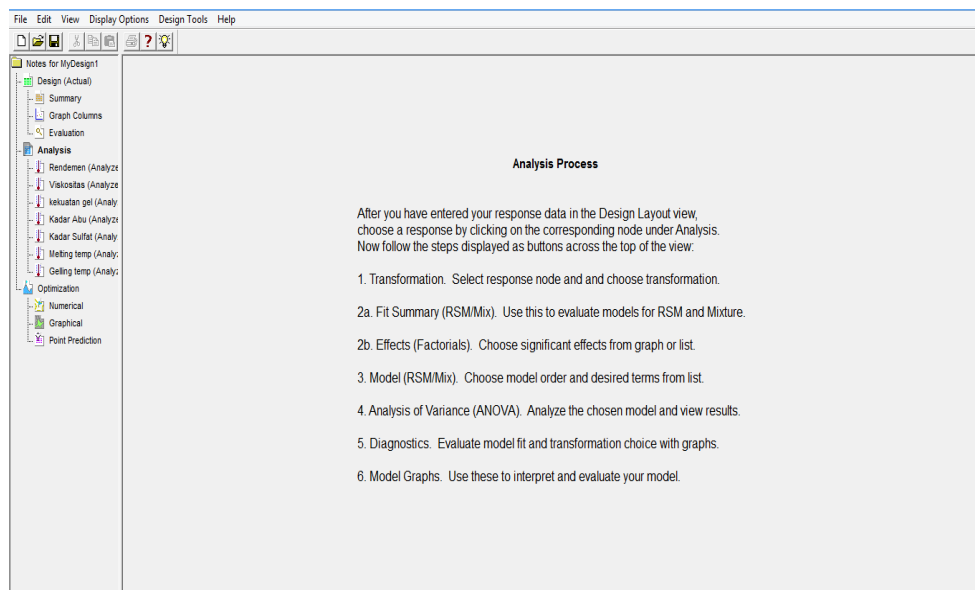 File Edit View Display Options Design Tools Help
Notes for MyDesign1
Design (Actual)
Summary
Graph Columns
Evaluation
Analysis
Rendemen (Analyze
Viskositas (Analyze
kekuatan gel (Analy
Kadar Abu (Analyze
Kadar Sulfat (Analy
Melting temp (Analy:
Gelling temp (Analy:
Optimization
Numerical
Graphical
Point Prediction
Analysis Process
After you have entered your response data in the Design Layout view,
choose a response by clicking on the corresponding node under Analysis.
Now follow the steps displayed as buttons across the top of the view:
1. Transformation. Select response node and and choose transformation.
2a. Fit Summary (RSM/Mix). Use this to evaluate models for RSM and Mixture.
2b. Effects (Factorials). Choose significant effects from graph or list.
3. Model (RSM/Mix). Choose model order and desired terms from list.
4. Analysis of Variance (ANOVA). Analyze the chosen model and view results.
5. Diagnostics. Evaluate model fit and transformation choice with graphs.
6. Model Graphs. Use these to interpret and evaluate your model.